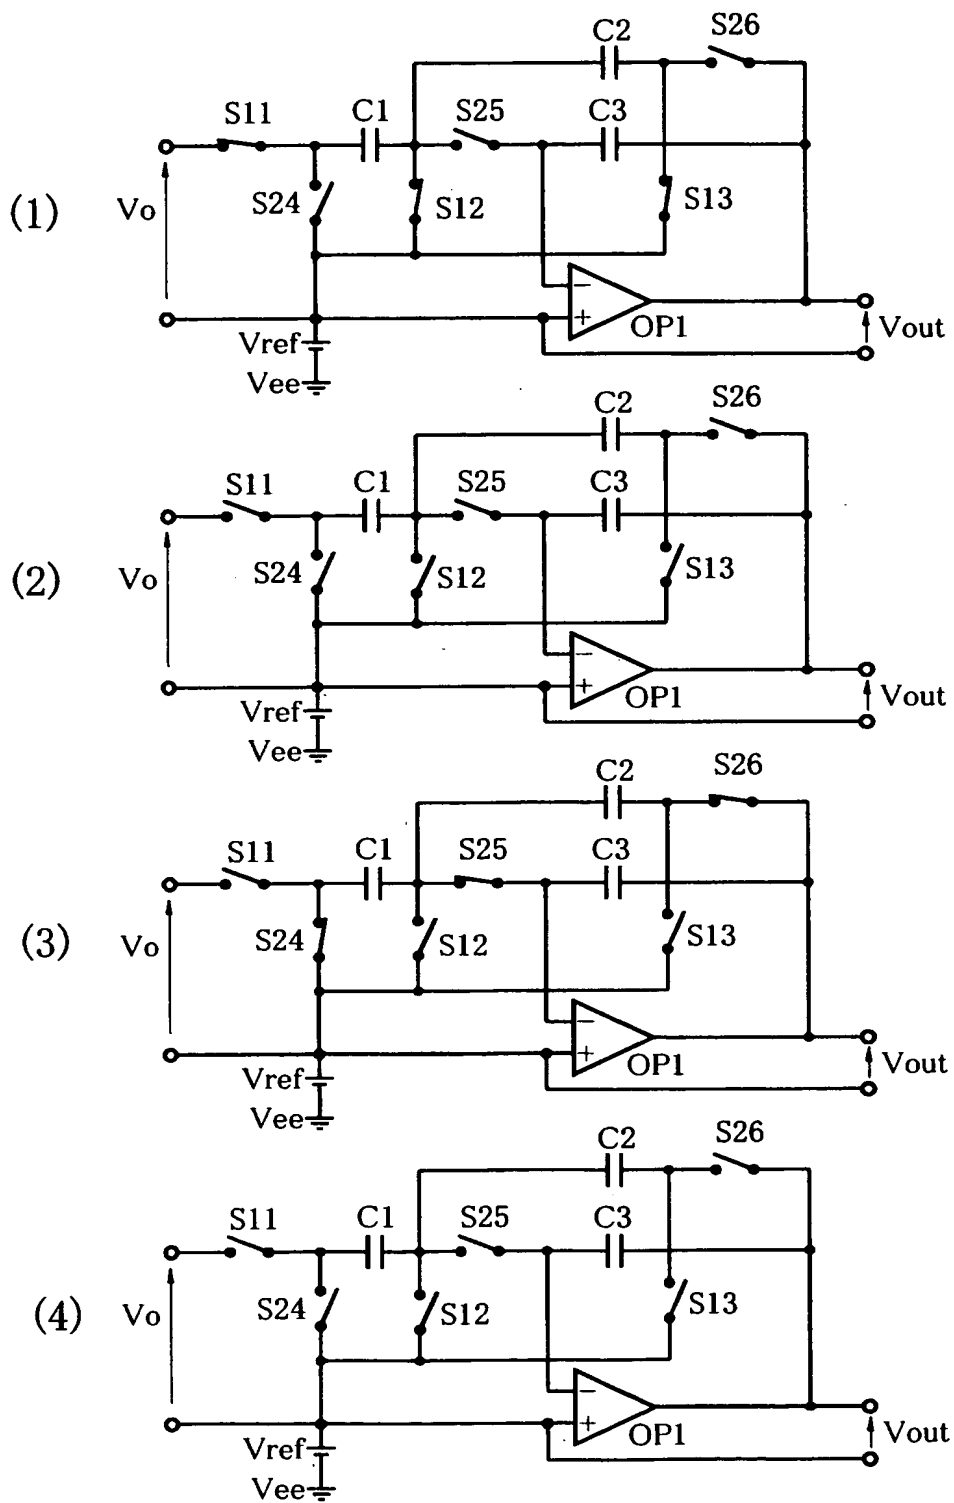 C2
S26
S11
C1
S25
C3
(1)
Vo
S24
S12
S13
Vref
OP1
Vout
Vee
C2
S26
S11
C1
S25
C3
(2)
Vo
S24
S12
S13
Vref
OP1
Vout
Vee
C2
S26
S11
C1
S25
C3
(3)
Vo
S24
S12
S13
Vref
OP1
Vout
Vee
C2
S26
S11
C1
S25
C3
(4)
Vo
S24
S12
S13
Vref
OP1
Vout
Vee